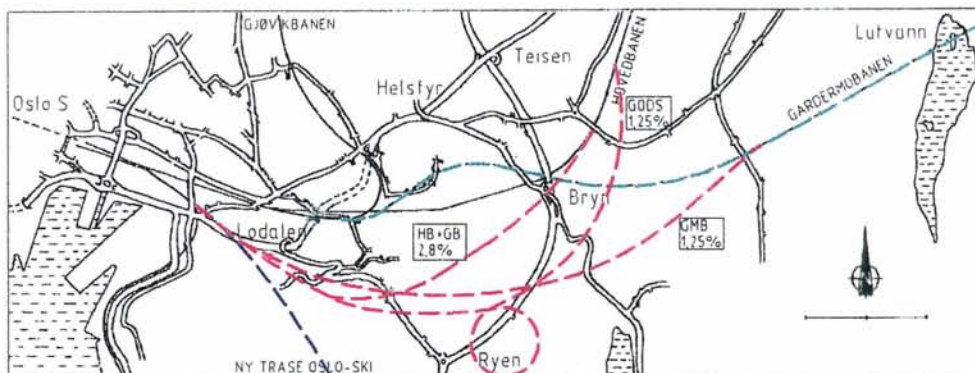 GJØVIKBANEN
Oslo S
Helsfyr
Teisen
HOVEDBANEN
Lutvann
GARDERMOBANEN
GODS
1,25%
Bryn
Lodalen
HB+GB
2,8%
GMB
1,25%
Ryen
NY TRASE OSLO-SKI